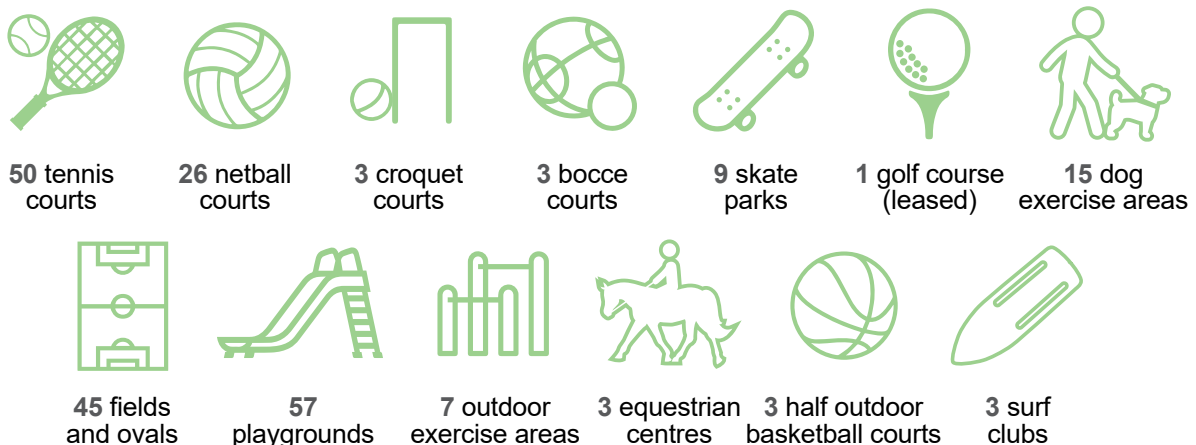 50 tennis
courts
26 netball
courts
3 croquet
courts
3 bocce
courts
9 skate
parks
1 golf course
(leased)
15 dog
exercise areas
45 fields
and ovals
57
playgrounds
7 outdoor
exercise areas
3 equestrian
centres
3 half outdoor
basketball courts
3 surf
clubs